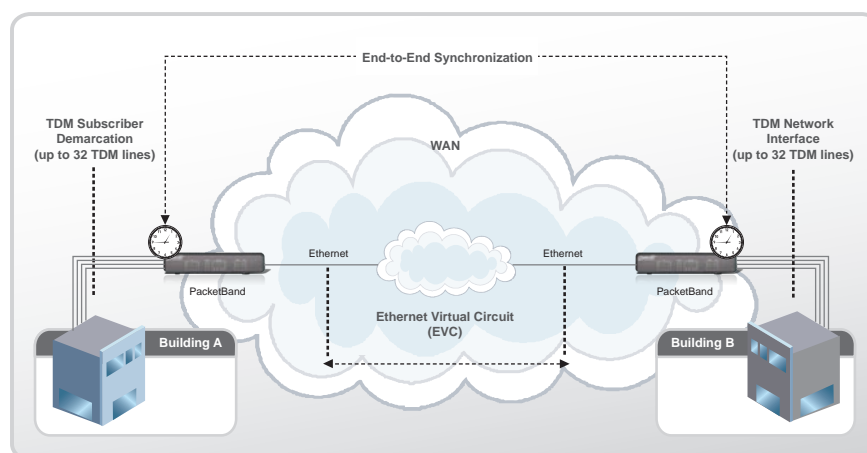 End-to-End Synchronization
TDM Subscriber
Demarcation
(up to 32 TDM lines)
WAN
TDM Network
Interface
(up to 32 TDM lines)
Ethernet
Ethernet
PacketBand
PacketBand
Ethernet Virtual Circuit
(EVC)
Building A
Building B